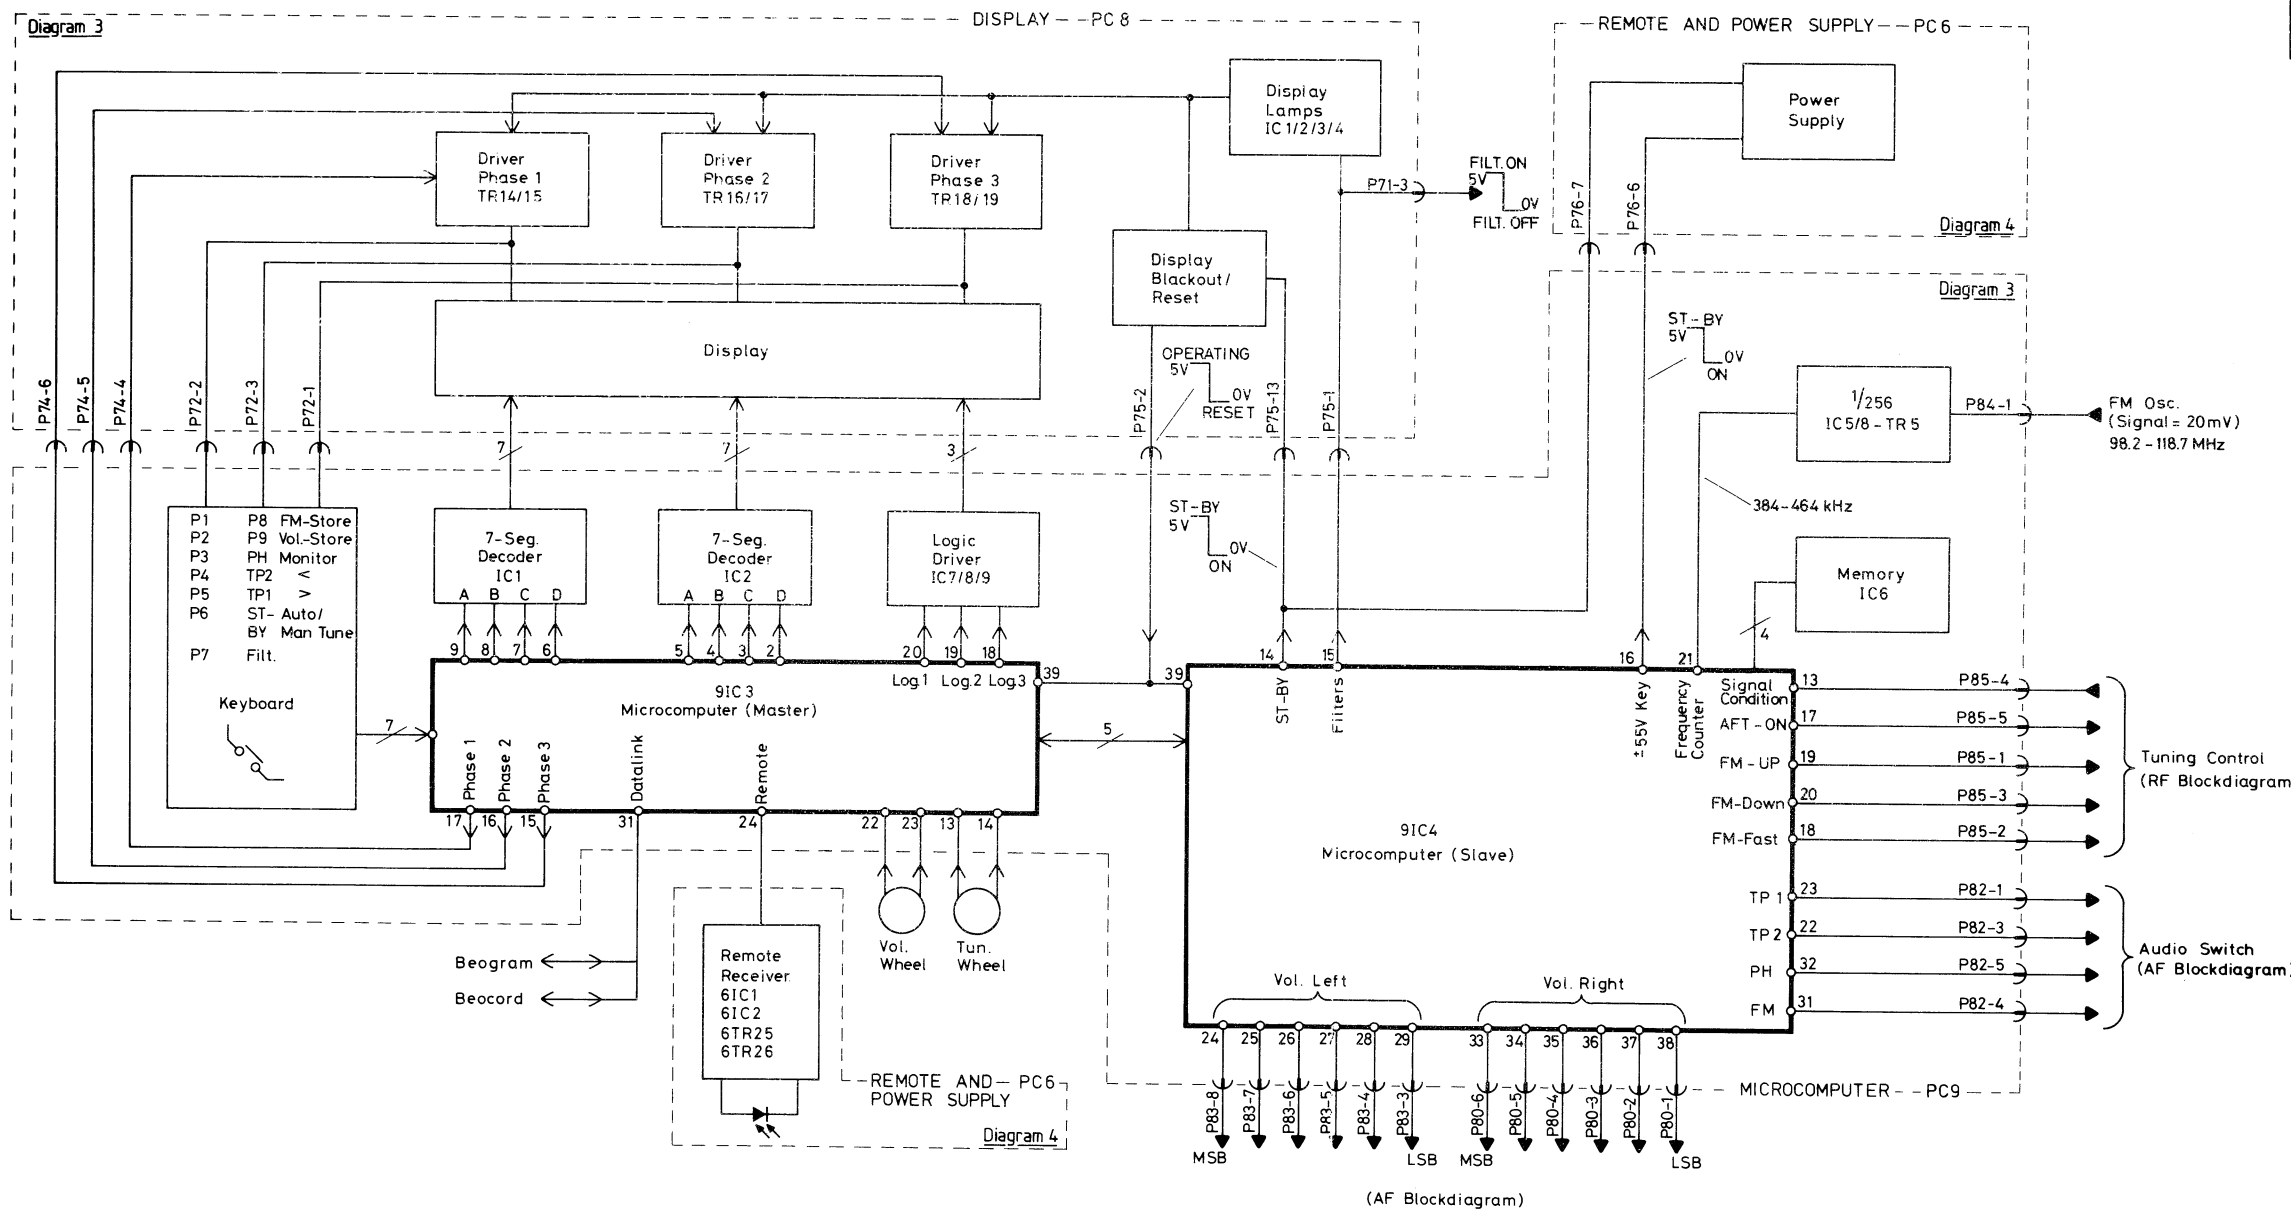 Diagram 3
DISPLAY PC 8
REMOTE AND POWER SUPPLY PC 6
Display
Lamps
IC 1/2/3/4
Power
Supply
Driver
Phase 1
TR14/15
Driver
Phase 2
TR16/17
Driver
Phase 3
TR18/19
P71-3
FILT. ON
5V
0V
FILT. OFF
P76-7
P76-6
Diagram 4
Display
Blackout/
Reset
Diagram 3
Display
OPERATING
5V
0V
RESET
ST-BY
5V
0V
ON
P74-6
P74-5
P74-4
P72-2
P72-3
P72-1
P75-2
P75-13
P75-1
1/256
IC5/8 - TR 5
P84-1
FM Osc.
(Signal = 20mV)
98.2 - 118.7 MHz
7
7
3
384-464 kHz
P1 P8 FM-Store
P2 P9 Vol.-Store
P3 PH Monitor
P4 TP2 <
P5 TP1 >
P6 ST- Auto/
BY Man Tune
P7 Filt.
Keyboard
7-Seg.
Decoder
IC1
A B C D
7-Seg.
Decoder
IC2
A B C D
Logic
Driver
IC7/8/9
ST-BY
5V
0V
ON
Memory
IC6
4
9 8 7 6
5 4 3 2
20 19 18
Log.1 Log.2 Log.3
14 15 16 21
39 39
9IC3
Microcomputer (Master)
7
5
Phase 1
Phase 2
Phase 3
Datalink
Remote
17 16 15 31 24 22 23 13 14
ST-BY
Filters
±55V Key
Frequency
Counter
Signal
Condition
13 P85-4
AFT-ON 17 P85-5
FM-UP 19 P85-1
FM-Down 20 P85-3
FM-Fast 18 P85-2
Tuning Control
(RF Blockdiagram
9IC4
Microcomputer (Slave)
TP 1 23 P82-1
TP 2 22 P82-3
PH 32 P82-5
FM 31 P82-4
Audio Switch
(AF Blockdiagram)
Beogram
Beocord
Remote
Receiver
6IC1
6IC2
6TR25
6TR26
Vol.
Wheel
Tun.
Wheel
REMOTE AND PC6
POWER SUPPLY
Diagram 4
Vol. Left
Vol. Right
24 25 26 27 28 29
33 34 35 36 37 38
MICROCOMPUTER PC9
P83-8
P83-7
P83-6
P83-5
P83-4
P83-3
P80-6
P80-5
P80-4
P80-3
P80-2
P80-1
MSB LSB MSB LSB
(AF Blockdiagram)